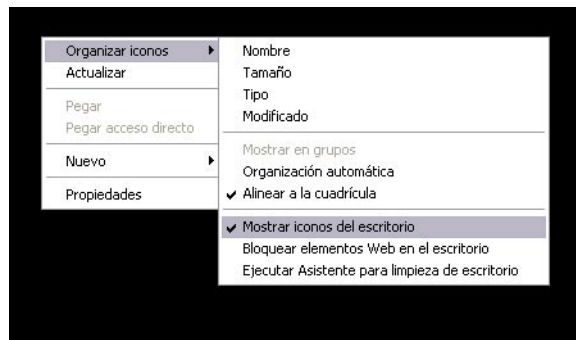 Organizar iconos
Actualizar
Pegar
Pegar acceso directo
Nuevo
Propiedades
Nombre
Tamaño
Tipo
Modificado
Mostrar en grupos
Organización automática
Alinear a la cuadrícula
Mostrar iconos del escritorio
Bloquear elementos Web en el escritorio
Ejecutar Asistente para limpieza de escritorio